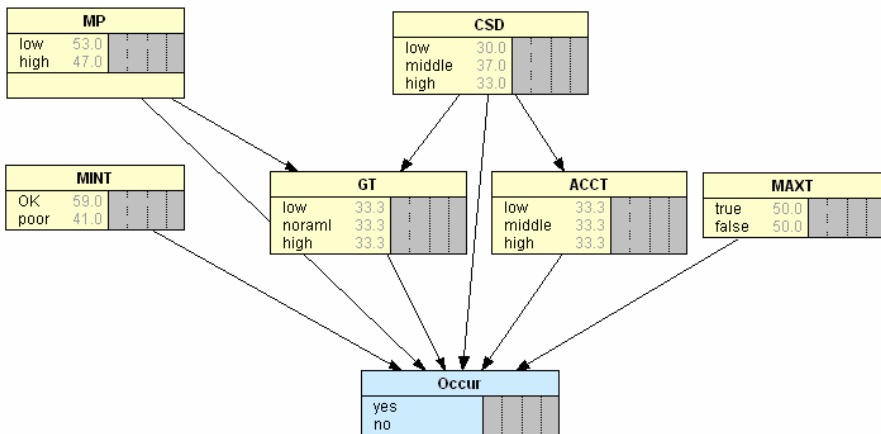 MP
low 53.0
high 47.0
CSD
low 30.0
middle 37.0
high 33.0
MINT
OK 59.0
poor 41.0
GT
low 33.3
noraml 33.3
high 33.3
ACCT
low 33.3
middle 33.3
high 33.3
MAXT
true 50.0
false 50.0
Occur
yes
no